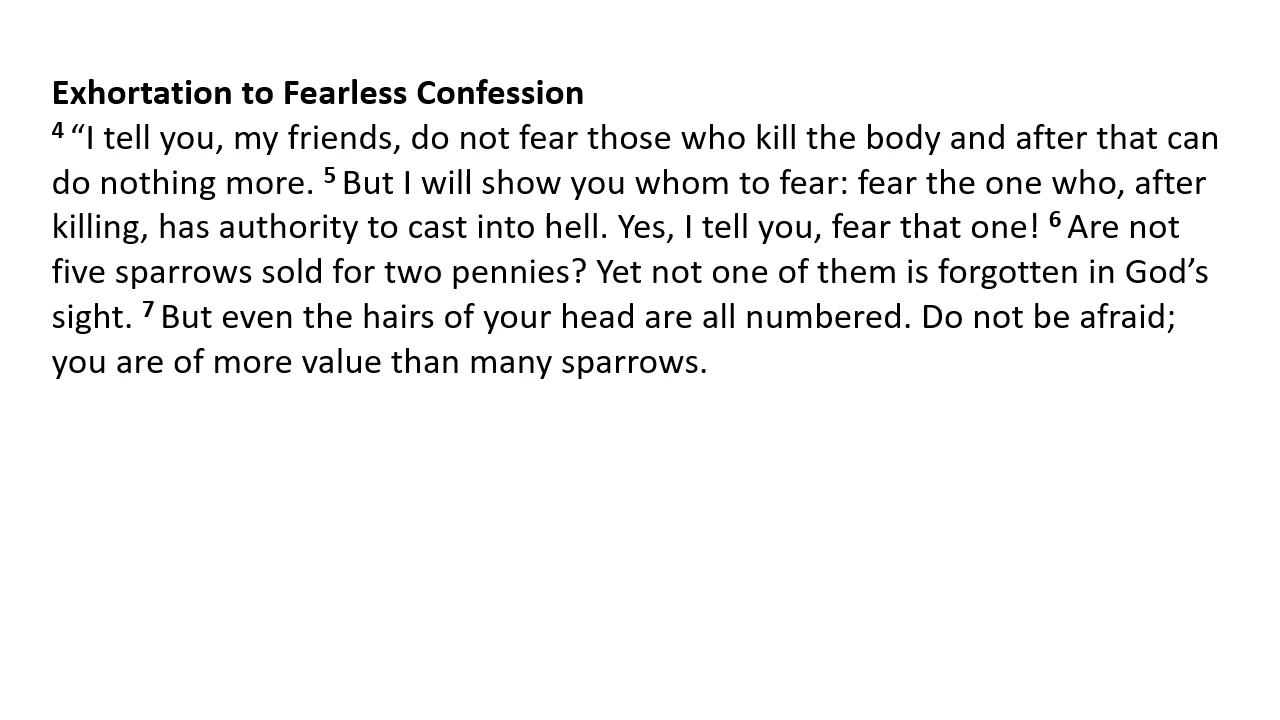 Exhortation to Fearless Confession
4 “I tell you, my friends, do not fear those who kill the body and after that can
do nothing more. 5 But I will show you whom to fear: fear the one who, after
killing, has authority to cast into hell. Yes, I tell you, fear that one! 6 Are not
five sparrows sold for two pennies? Yet not one of them is forgotten in God’s
sight. 7 But even the hairs of your head are all numbered. Do not be afraid;
you are of more value than many sparrows.